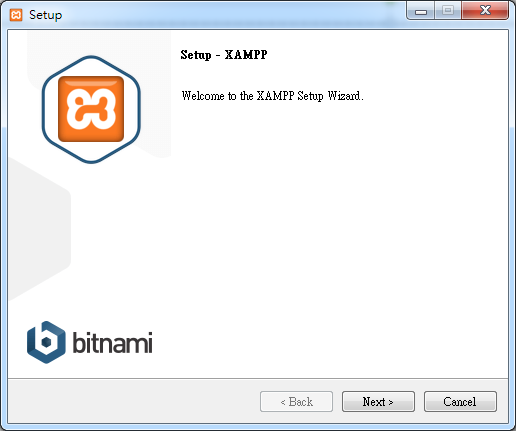 Setup
Setup - XAMPP
Welcome to the XAMPP Setup Wizard.
bitnami
< Back
Next >
Cancel